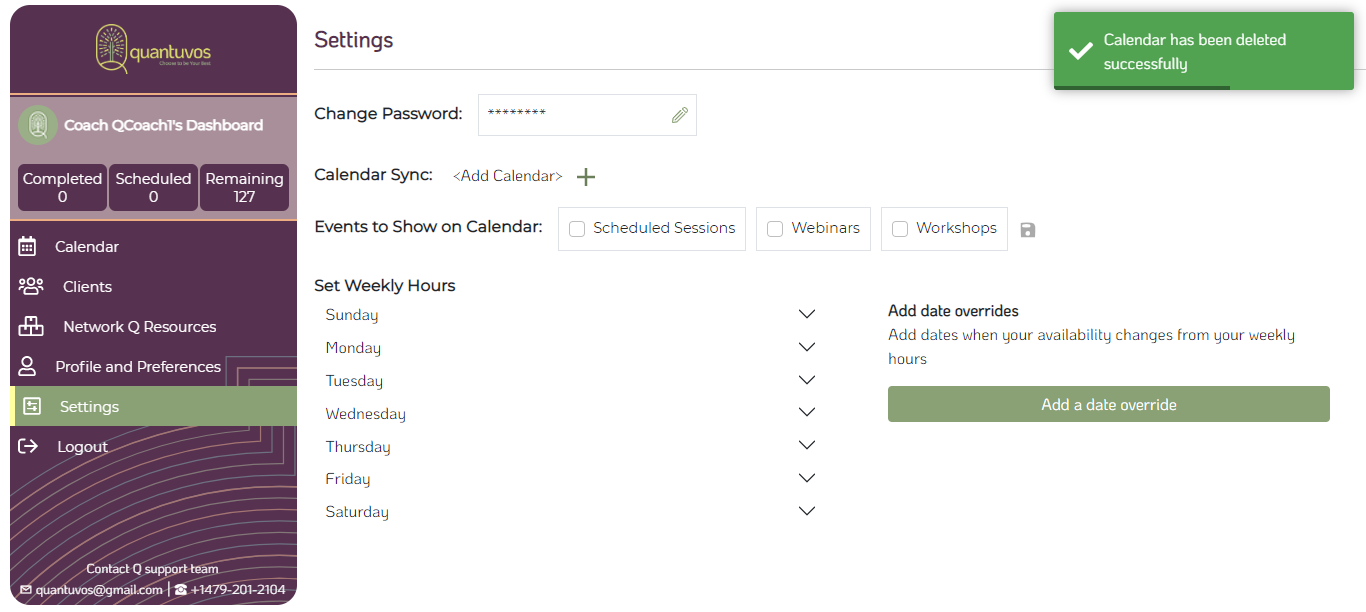 quantuvos
Choose to be Your Best
Coach QCoach1's Dashboard
Completed
0
Scheduled
0
Remaining
127
Calendar
Clients
Network Q Resources
Profile and Preferences
Settings
Logout
Contact Q support team
quantuvos@gmail.com | +1479-201-2104
Settings
Calendar has been deleted
successfully
Change Password: ********
Calendar Sync: <Add Calendar>
Events to Show on Calendar: Scheduled Sessions Webinars Workshops
Set Weekly Hours
Sunday
Monday
Tuesday
Wednesday
Thursday
Friday
Saturday
Add date overrides
Add dates when your availability changes from your weekly
hours
Add a date override